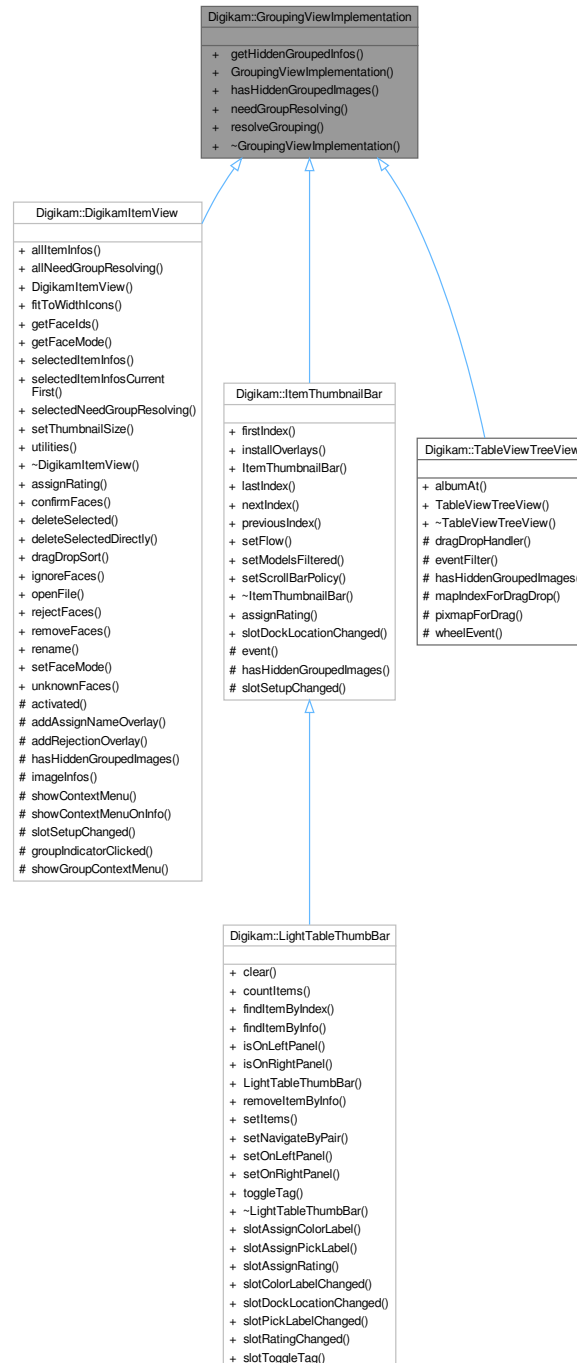 Digikam::GroupingViewImplementation
+ getHiddenGroupedInfos()
+ GroupingViewImplementation()
+ hasHiddenGroupedImages()
+ needGroupResolving()
+ resolveGrouping()
+ ~GroupingViewImplementation()
Digikam::DigikamItemView
+ allItemInfos()
+ allNeedGroupResolving()
+ DigikamItemView()
+ fitToWidthIcons()
+ getFaceIds()
+ getFaceMode()
+ selectedItemInfos()
+ selectedItemInfosCurrent
First()
+ selectedNeedGroupResolving()
+ setThumbnailSize()
+ utilities()
+ ~DigikamItemView()
+ assignRating()
+ confirmFaces()
+ deleteSelected()
+ deleteSelectedDirectly()
+ dragDropSort()
+ ignoreFaces()
+ openFile()
+ rejectFaces()
+ removeFaces()
+ rename()
+ setFaceMode()
+ unknownFaces()
# activated()
# addAssignNameOverlay()
# addRejectionOverlay()
# hasHiddenGroupedImages()
# imageInfos()
# showContextMenu()
# showContextMenuOnInfo()
# slotSetupChanged()
# groupIndicatorClicked()
# showGroupContextMenu()
Digikam::ItemThumbnailBar
+ firstIndex()
+ installOverlays()
+ ItemThumbnailBar()
+ lastIndex()
+ nextIndex()
+ previousIndex()
+ setFlow()
+ setModelsFiltered()
+ setScrollBarPolicy()
+ ~ItemThumbnailBar()
+ assignRating()
+ slotDockLocationChanged()
# event()
# hasHiddenGroupedImages()
# slotSetupChanged()
Digikam::TableViewTreeView
+ albumAt()
+ TableViewTreeView()
+ ~TableViewTreeView()
# dragDropHandler()
# eventFilter()
# hasHiddenGroupedImages(
# mapIndexForDragDrop()
# pixmapForDrag()
# wheelEvent()
Digikam::LightTableThumbBar
+ clear()
+ countItems()
+ findItemByIndex()
+ findItemByInfo()
+ isOnLeftPanel()
+ isOnRightPanel()
+ LightTableThumbBar()
+ removeItemByInfo()
+ setItems()
+ setNavigateByPair()
+ setOnLeftPanel()
+ setOnRightPanel()
+ toggleTag()
+ ~LightTableThumbBar()
+ slotAssignColorLabel()
+ slotAssignPickLabel()
+ slotAssignRating()
+ slotColorLabelChanged()
+ slotDockLocationChanged()
+ slotPickLabelChanged()
+ slotRatingChanged()
+ slotToggleTag()